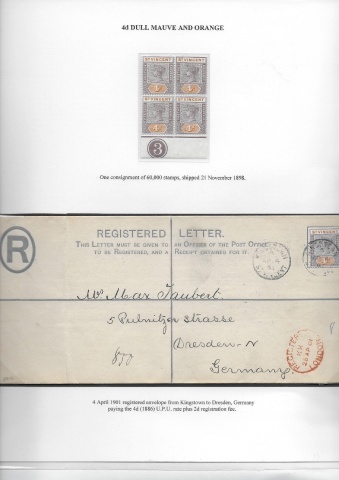 4d DULL MAUVE AND ORANGE
ST VINCENT ST VINCENT
ST VINCENT ST VINCENT
3
One consignment of 60,000 stamps, shipped 21 November 1898.
R
REGISTERED LETTER.
THIS LETTER MUST BE GIVEN TO AN OFFICER OF THE POST OFFICE
TO BE REGISTERED, AND A RECEIPT OBTAINED FOR IT.
Mr Max Taubert.
5 Pulnitzer Strasse
Dresden-N
Germany
REGISTERED
LONDON
4 April 1901 registered envelope from Kingstown to Dresden, Germany
paying the 4d (1886) U.P.U. rate plus 2d registration fee.